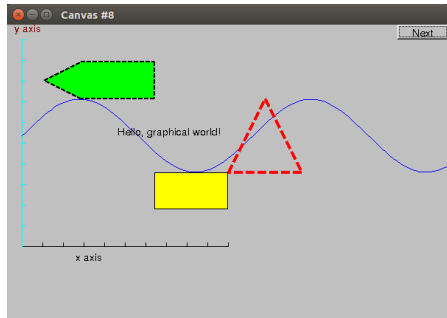 Canvas #8
y axis
Next
Hello, graphical world!
x axis